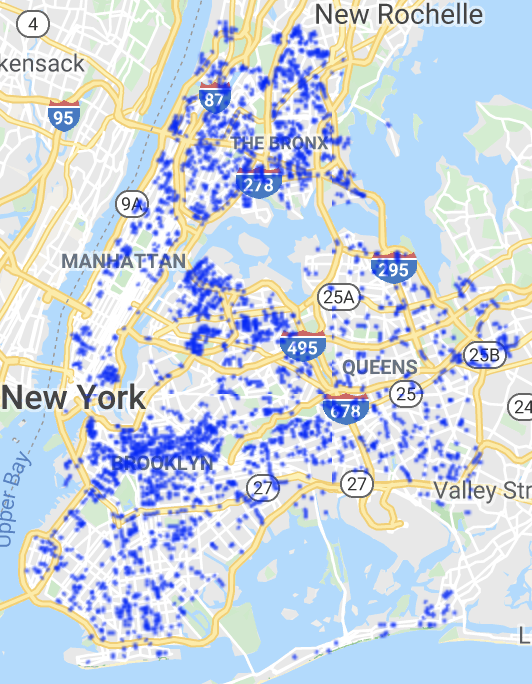 New Rochelle
4
kensack
87
95
THE BRONX
278
9A
MANHATTAN
295
25A
495
25B
QUEENS
25
New York
678
24
BROOKLYN
27
27
Valley Str
Upper Bay
L